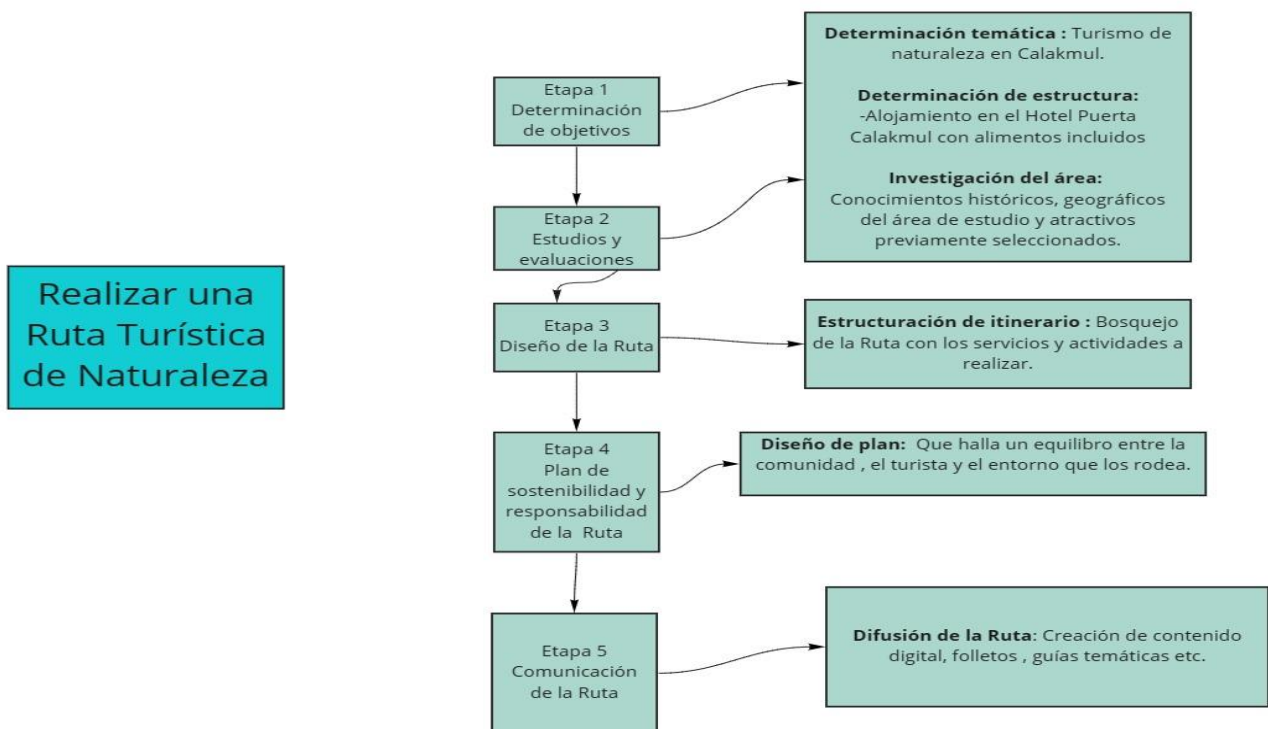 Realizar una
Ruta Turística
de Naturaleza
Etapa 1
Determinación
de objetivos
Determinación temática : Turismo de
naturaleza en Calakmul.
Determinación de estructura:
-Alojamiento en el Hotel Puerta
Calakmul con alimentos incluidos
Investigación del área:
Conocimientos históricos, geográficos
del área de estudio y atractivos
previamente seleccionados.
Etapa 2
Estudios y
evaluaciones
Etapa 3
Diseño de la Ruta
Estructuración de itinerario : Bosquejo
de la Ruta con los servicios y actividades a
realizar.
Etapa 4
Plan de
sostenibilidad y
responsabilidad
de la Ruta
Diseño de plan: Que halla un equilibro entre la
comunidad , el turista y el entorno que los rodea.
Etapa 5
Comunicación
de la Ruta
Difusión de la Ruta: Creación de contenido
digital, folletos , guías temáticas etc.